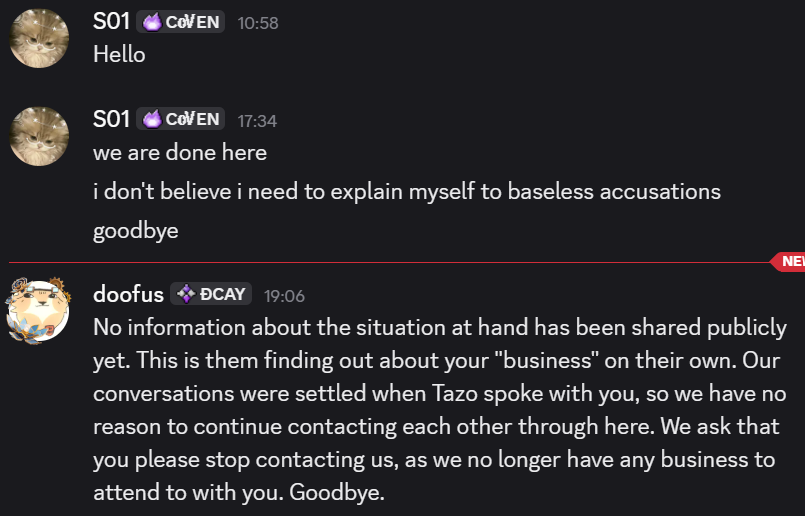 S01 CoVEN 10:58
Hello
S01 CoVEN 17:34
we are done here
i don't believe i need to explain myself to baseless accusations
goodbye
NEW
doofus ÐCAY 19:06
No information about the situation at hand has been shared publicly
yet. This is them finding out about your "business" on their own. Our
conversations were settled when Tazo spoke with you, so we have no
reason to continue contacting each other through here. We ask that
you please stop contacting us, as we no longer have any business to
attend to with you. Goodbye.